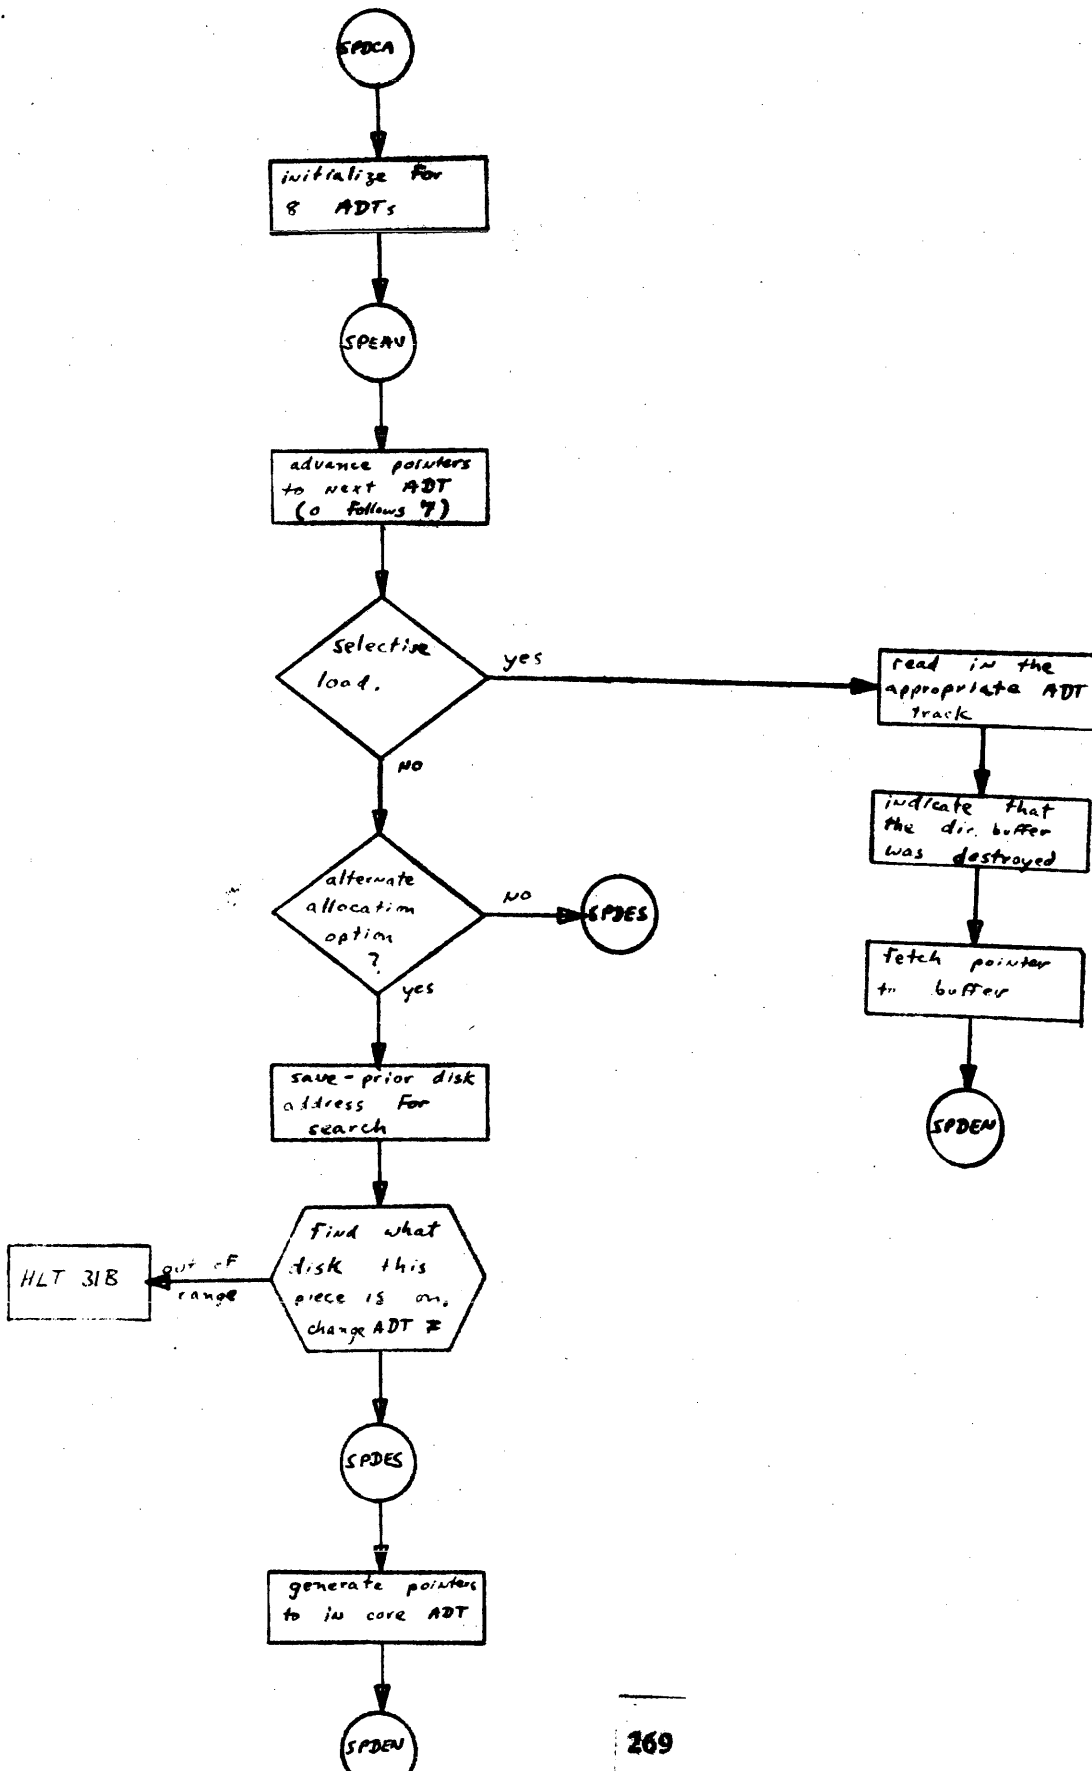 SPDCA
initialize for
8 ADTs
SPEAV
advance pointers
to next ADT
(0 follows 7)
selective
load.
yes
no
read in the
appropriate ADT
track
indicate that
the dir. buffer
was destroyed
fetch pointer
to buffer
SPDEN
alternate
allocation
option
?
no
SPDES
yes
save-prior disk
address for
search
find what
disk this
piece is on.
change ADT #
out of
range
HLT 31B
SPDES
generate pointers
to in core ADT
SPDEN
269